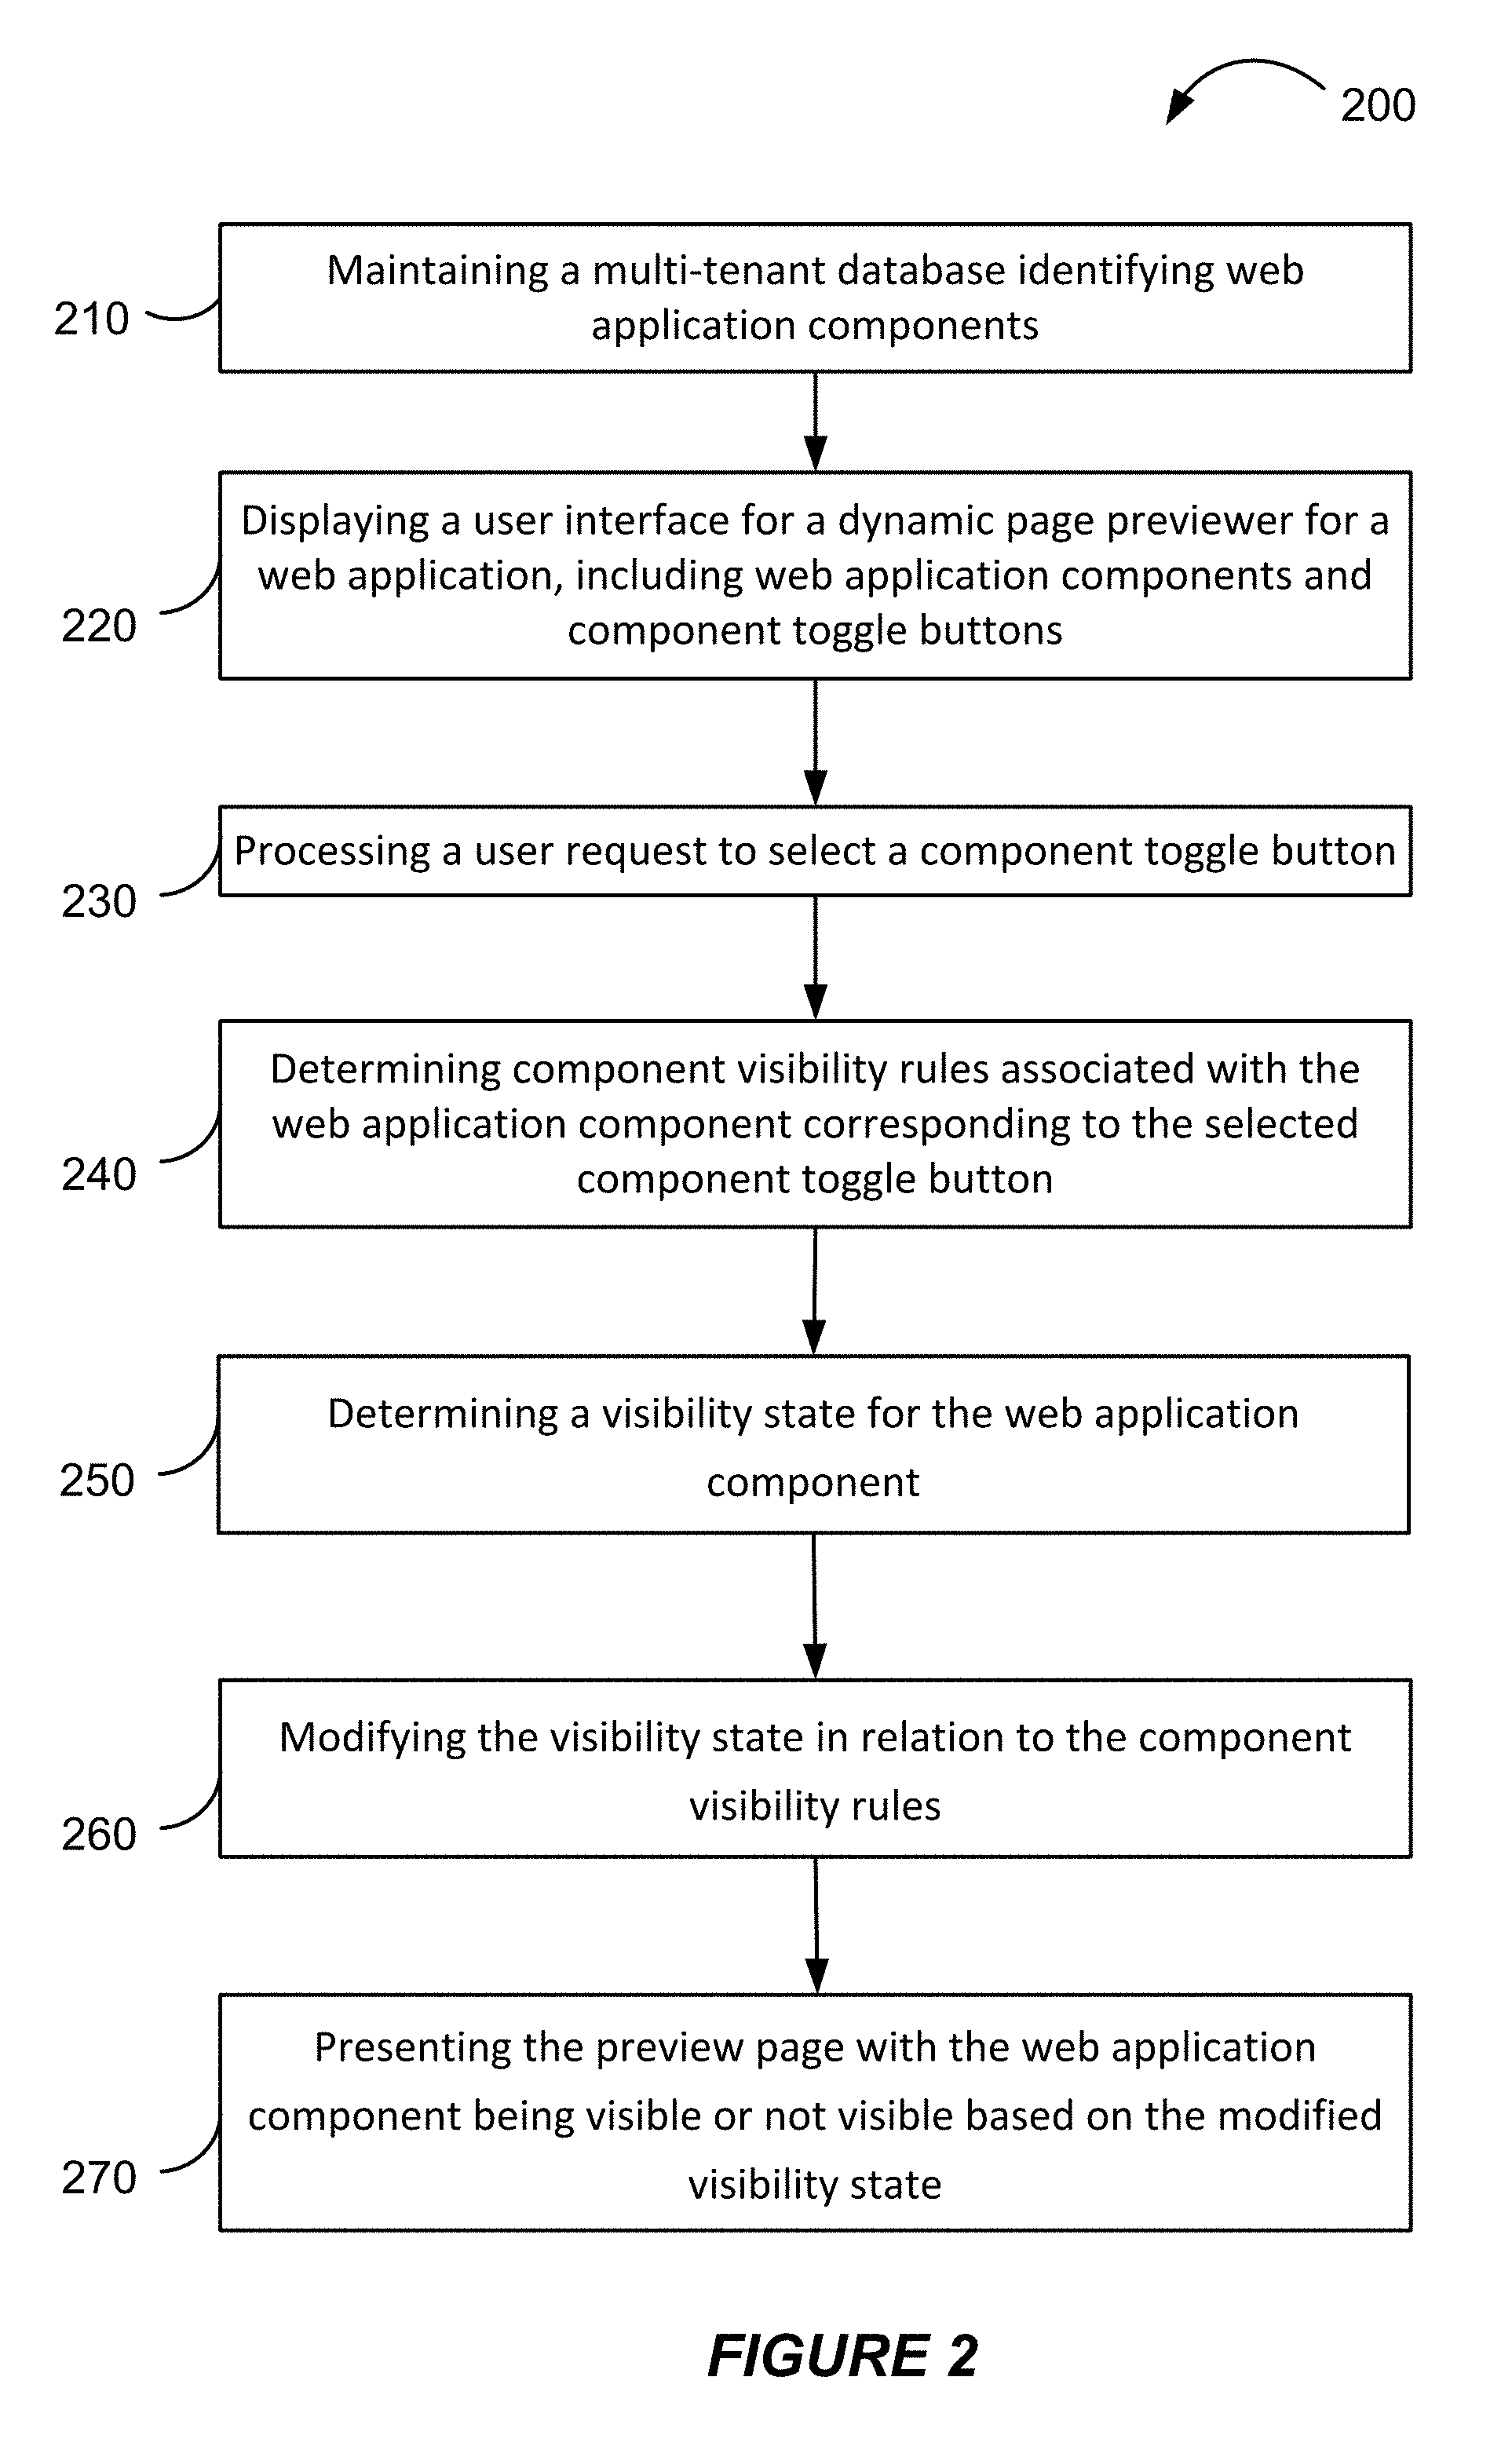 200
Maintaining a multi-tenant database identifying web
application components
210
Displaying a user interface for a dynamic page previewer for a
web application, including web application components and
component toggle buttons
220
Processing a user request to select a component toggle button
230
Determining component visibility rules associated with the
web application component corresponding to the selected
component toggle button
240
Determining a visibility state for the web application
component
250
Modifying the visibility state in relation to the component
visibility rules
260
Presenting the preview page with the web application
component being visible or not visible based on the modified
visibility state
270
FIGURE 2